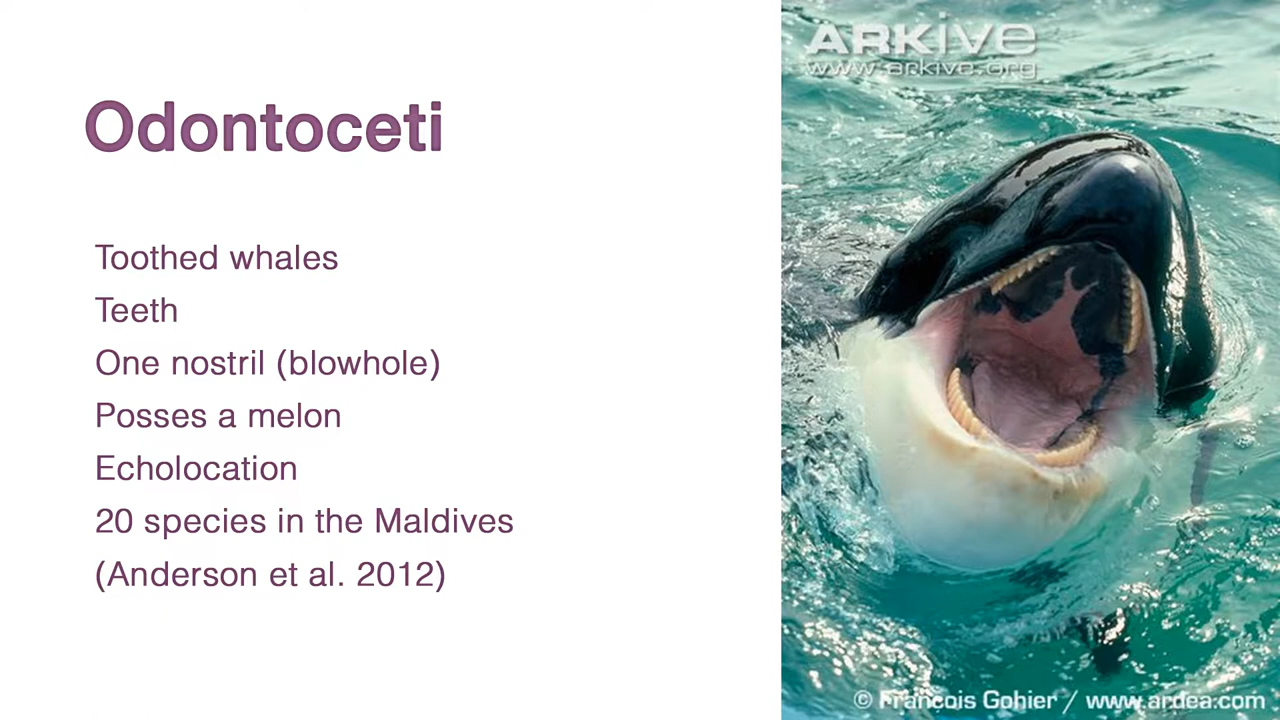 Odontoceti
Toothed whales
Teeth
One nostril (blowhole)
Posses a melon
Echolocation
20 species in the Maldives
(Anderson et al. 2012)
ARKive
www.arkive.org
© Francois Gohier / www.ardea.com